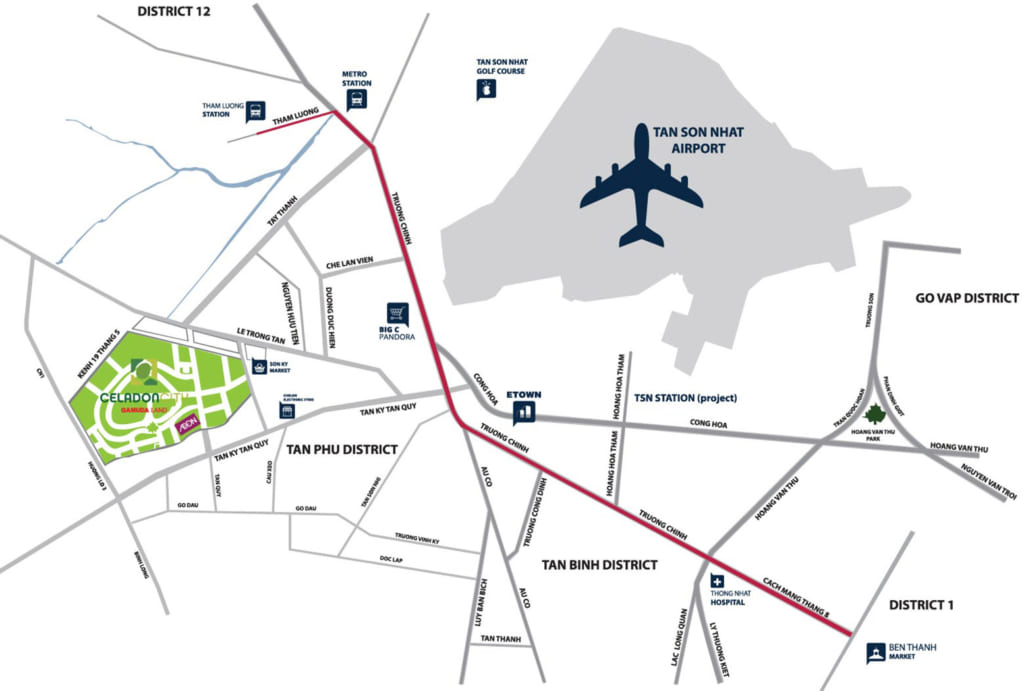 DISTRICT 12
METRO
STATION
TAN SON NHAT
GOLF COURSE
THAM LUONG
STATION
THAM LUONG
TAN SON NHAT
AIRPORT
TAY THANH
TRUONG CHINH
CHE LAN VIEN
NGUYEN HUU TIEN
DUONG DUC HIEN
GO VAP DISTRICT
TRUONG SON
BIG C
PANDORA
KENH 19 THANG 5
LE TRONG TAN
CN1
SON KY
MARKET
CELADON CITY
GAMUDA LAND
AEON
TAN KY TAN QUY
CONG HOA
ETOWN
HOANG HOA THAM
TSN STATION (project)
TRAN QUOC HOAN
PHAN DINH GIOT
HOANG VAN THU
PARK
CONG HOA
HOANG VAN THU
NGUYEN VAN TROI
TAN KY TAN QUY
TAN PHU DISTRICT
TRUONG CHINH
HOANG HOA THAM
HUONG LO 2
TAN QUY
CAU DEO
TAN SON NHI
AU CO
TRUONG CONG DINH
HOANG VAN THU
GO DAU
GO DAU
TRUONG CHINH
TRUONG VINH KY
DOC LAP
BINH LONG
TAN BINH DISTRICT
CACH MANG THANG 8
THONG NHAT
HOSPITAL
LUY BAN BICH
AU CO
DISTRICT 1
TAN THANH
LAC LONG QUAN
LY THUONG KIET
BEN THANH
MARKET